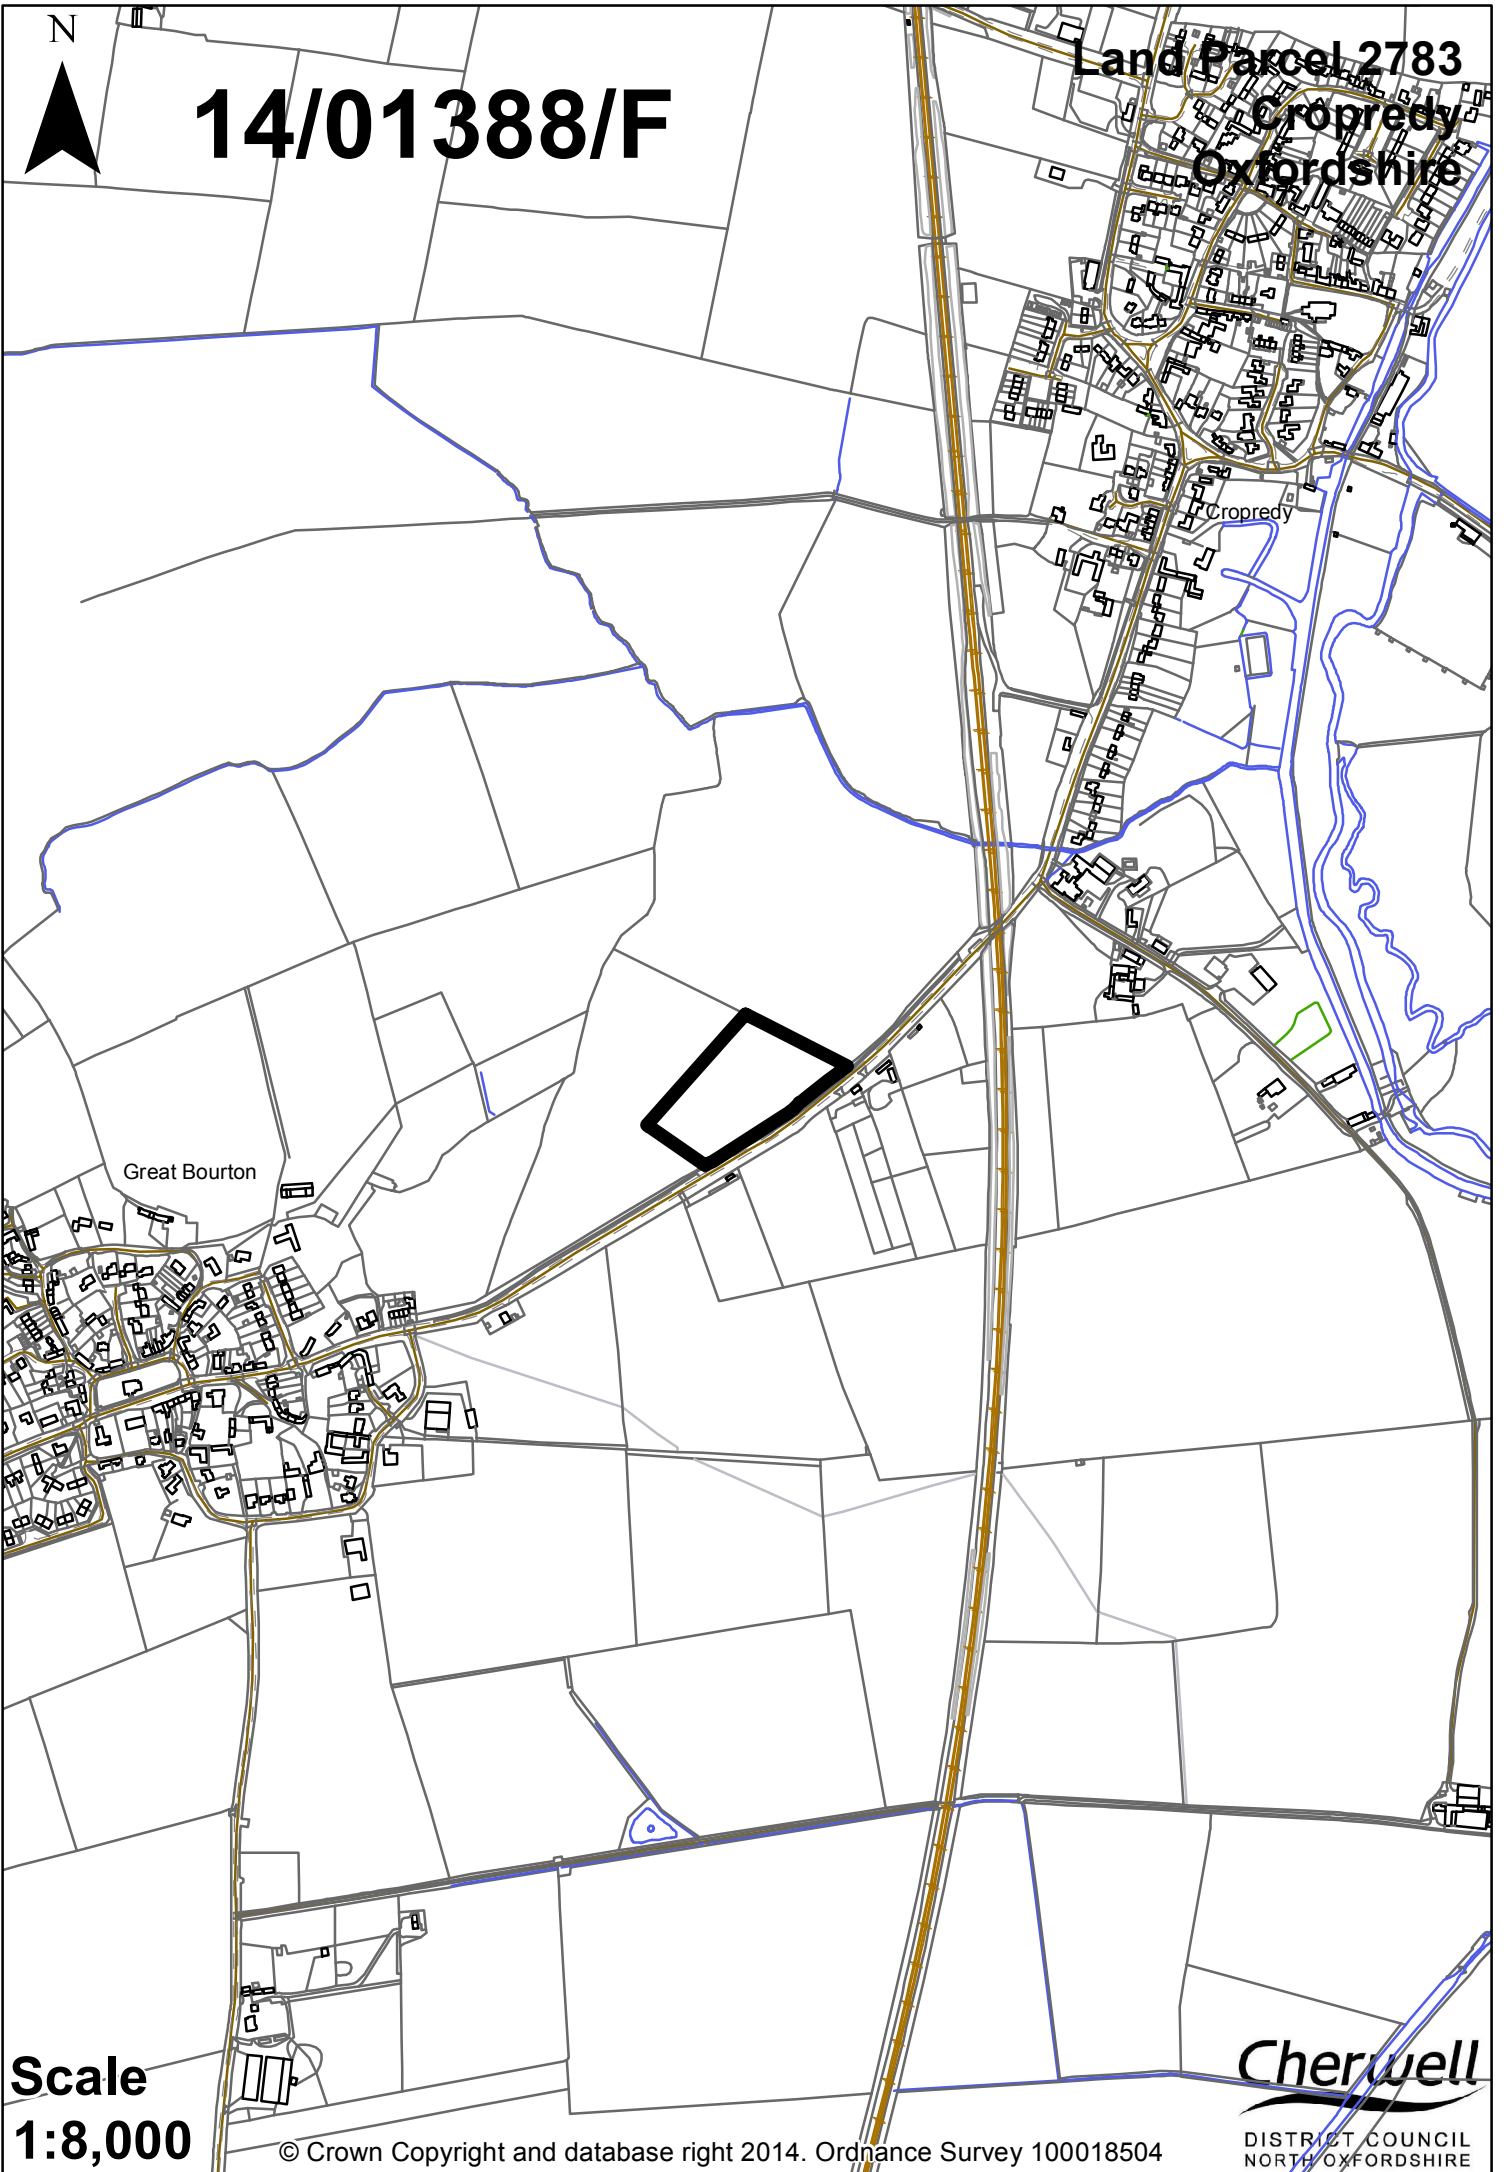 N
14/01388/F
Land Parcel 2783
Cropredy
Oxfordshire
Cropredy
Great Bourton
Scale
1:8,000
© Crown Copyright and database right 2014. Ordnance Survey 100018504
Cherwell
DISTRICT COUNCIL
NORTH OXFORDSHIRE